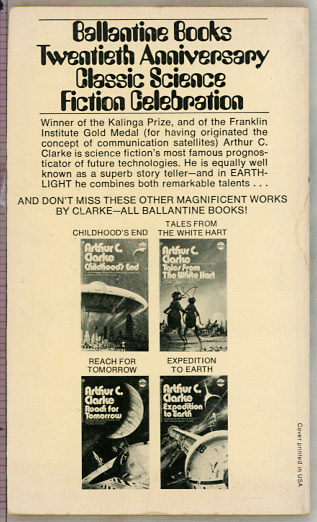 Ballantine Books
Twentieth Anniversary
Classic Science
Fiction Celebration
Winner of the Kalinga Prize, and of the Franklin
Institute Gold Medal (for having originated the
concept of communication satellites) Arthur C.
Clarke is science fiction's most famous prognos-
ticator of future technologies. He is equally well
known as a superb story teller—and in EARTH-
LIGHT he combines both remarkable talents . . .
AND DON'T MISS THESE OTHER MAGNIFICENT WORKS
BY CLARKE—ALL BALLANTINE BOOKS!
CHILDHOOD'S END
Arthur C.
Clarke
Childhood's End
TALES FROM
THE WHITE HART
Arthur C.
Clarke
Tales From
The White Hart
REACH FOR
TOMORROW
Arthur C.
Clarke
Reach for
Tomorrow
EXPEDITION
TO EARTH
Arthur C.
Clarke
Expedition
to Earth
Cover printed in USA